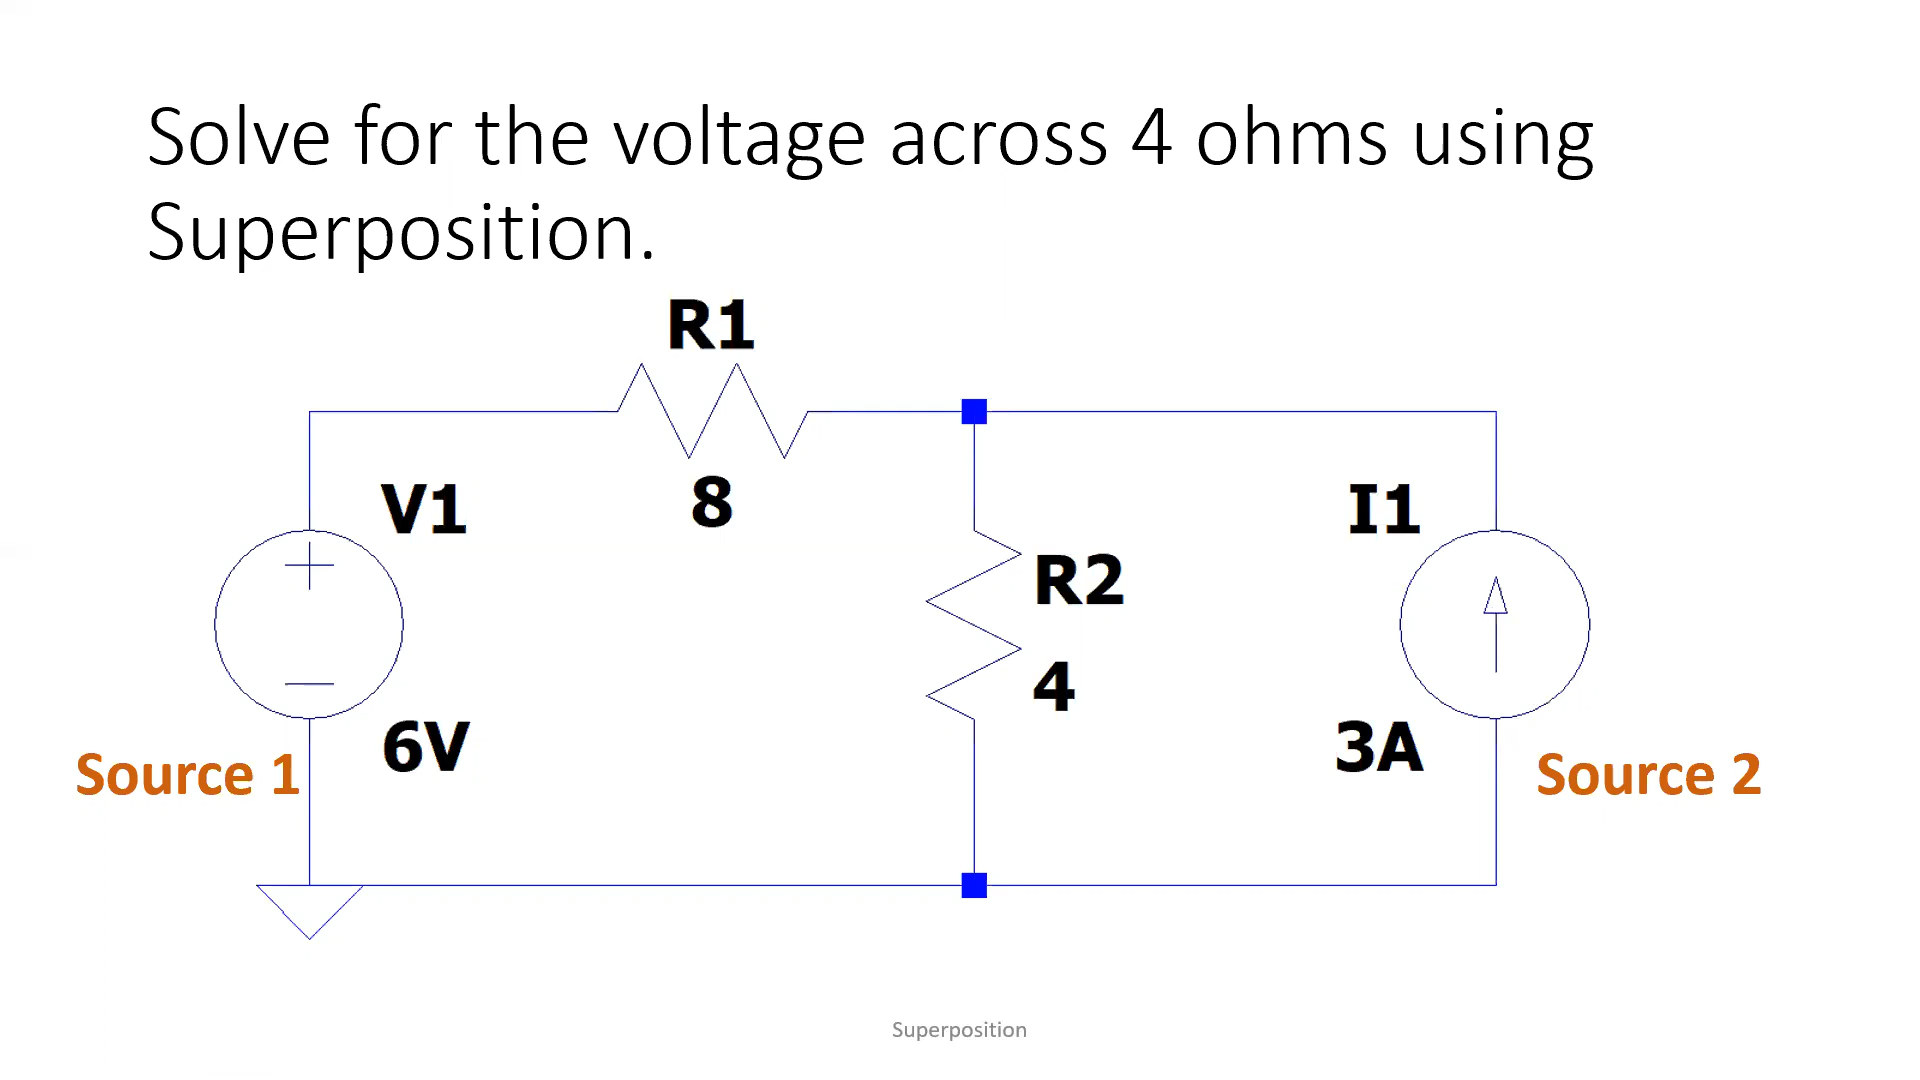 Solve for the voltage across 4 ohms using
Superposition.
R1
8
V1
6V
Source 1
R2
4
I1
3A
Source 2
Superposition